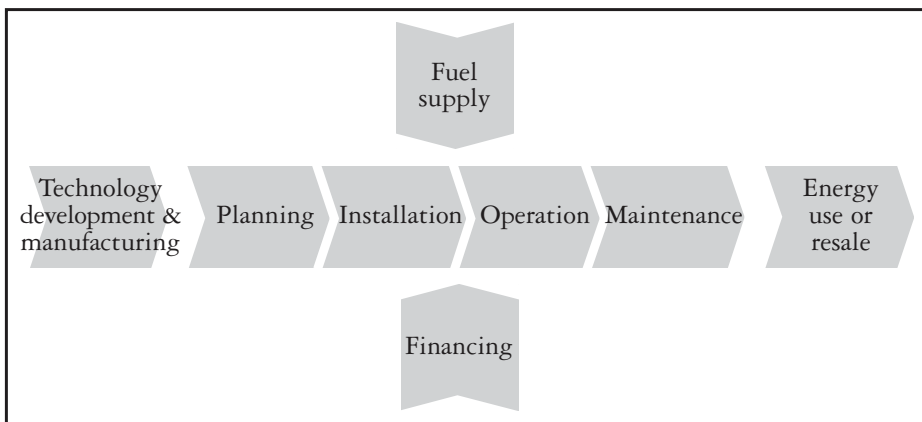 Fuel
supply
Technology
development &
manufacturing
Planning
Installation
Operation
Maintenance
Energy
use or
resale
Financing